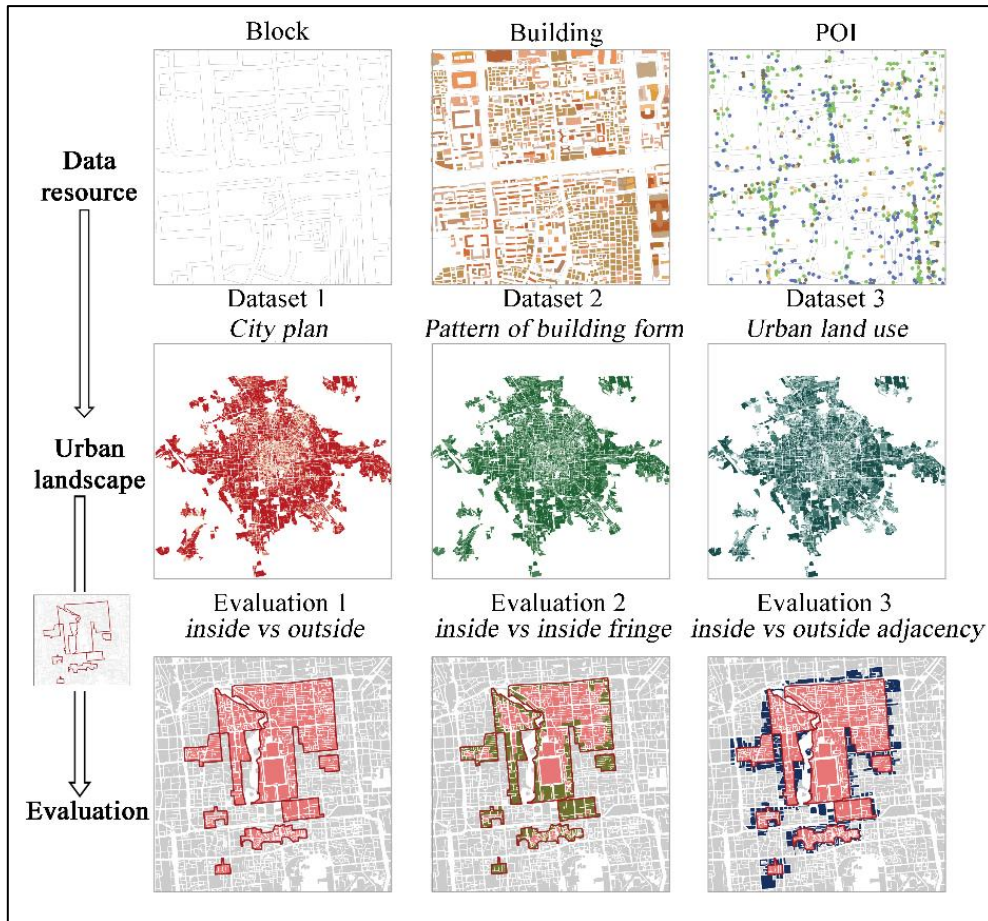 Block
Building
POI
Data
resource
Dataset 1
City plan
Dataset 2
Pattern of building form
Dataset 3
Urban land use
Urban
landscape
Evaluation 1
inside vs outside
Evaluation 2
inside vs inside fringe
Evaluation 3
inside vs outside adjacency
Evaluation